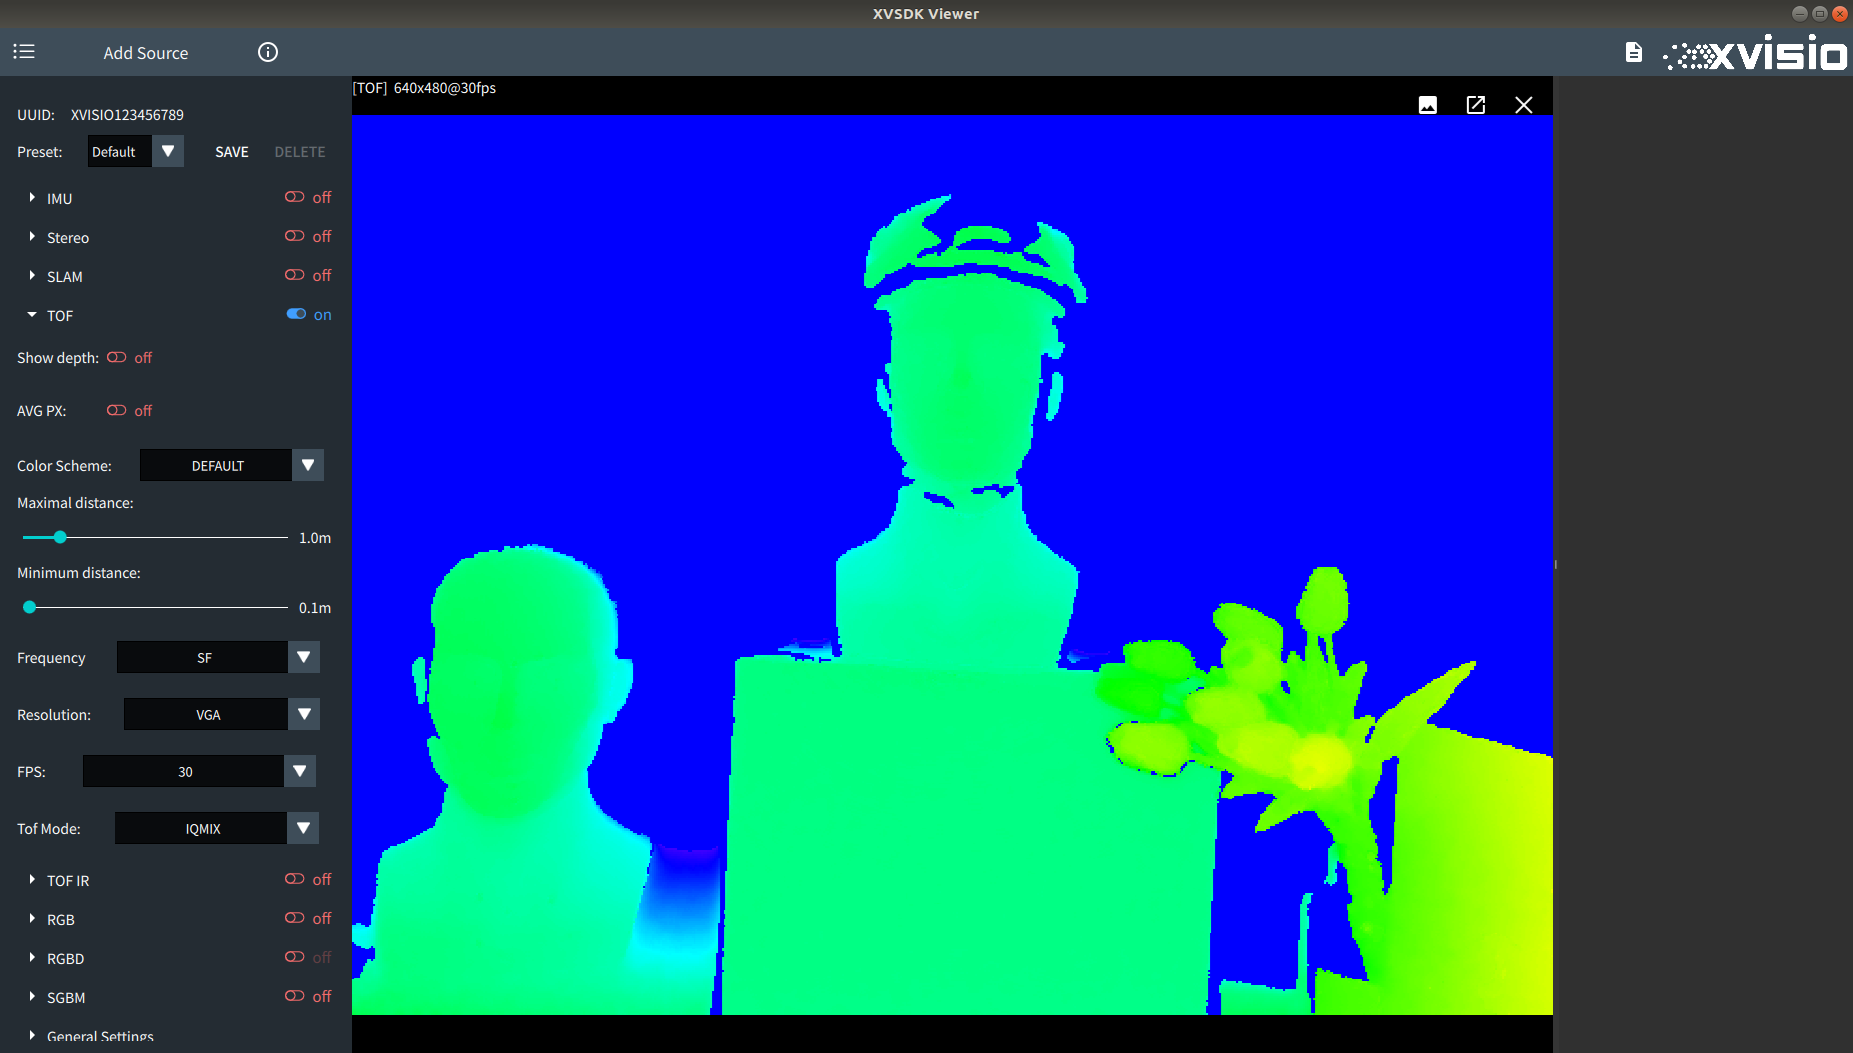 XVSDK Viewer
Add Source
xvisio
UUID: XVISIO123456789
Preset: Default SAVE DELETE
IMU off
Stereo off
SLAM off
TOF on
Show depth: off
AVG PX: off
Color Scheme: DEFAULT
Maximal distance:
1.0m
Minimum distance:
0.1m
Frequency SF
Resolution: VGA
FPS: 30
Tof Mode: IQMIX
TOF IR off
RGB off
RGBD off
SGBM off
General Settings
[TOF] 640x480@30fps